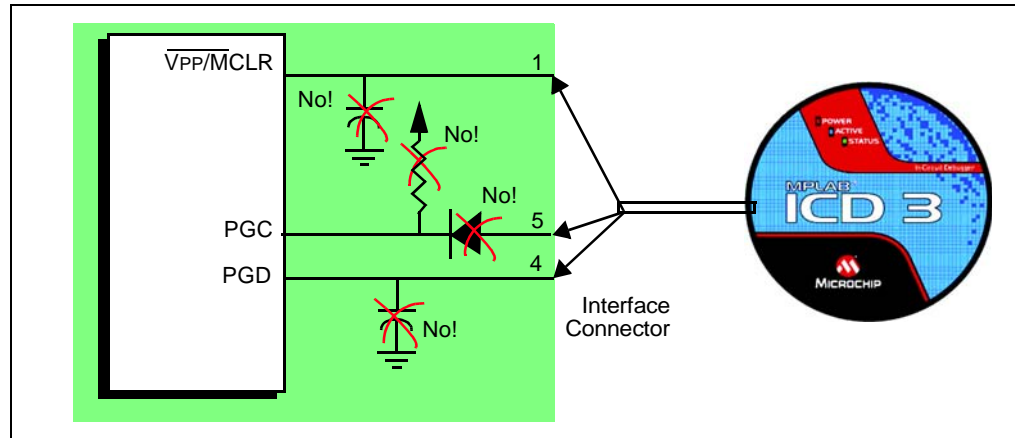 VPP/MCLR
1
No!
No!
No!
PGC
5
PGD
4
No!
Interface
Connector
POWER
ACTIVE
STATUS
In-Circuit Debugger
MPLAB
ICD 3
MICROCHIP